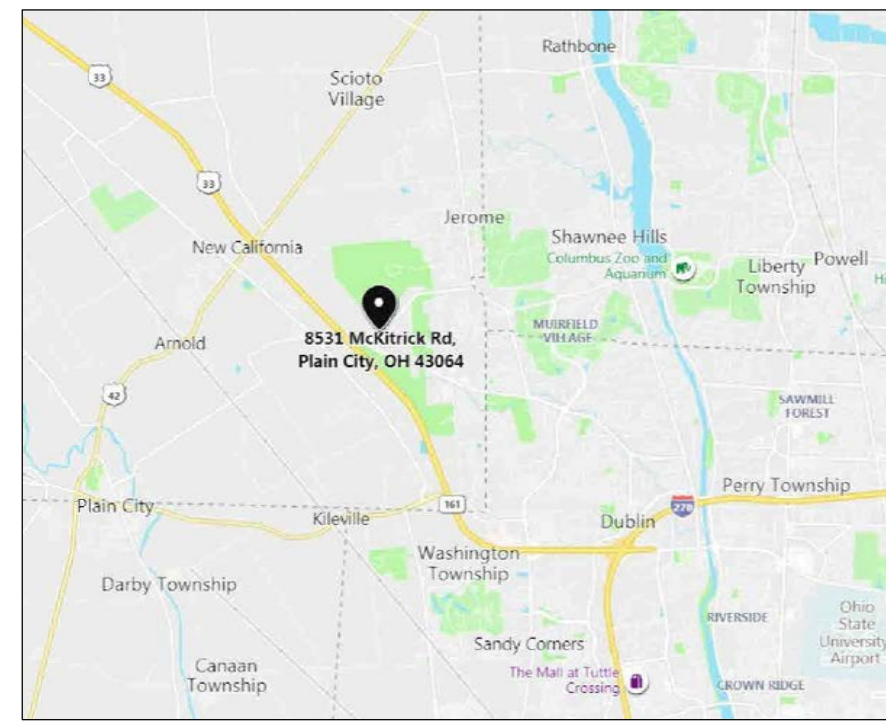 Rathbone
33
Scioto
Village
33
Jerome
New California
Shawnee Hills
Columbus Zoo and
Aquarium
Liberty
Township
Powell
8531 McKitrick Rd,
Plain City, OH 43064
MUIRFIELD
VILLAGE
Arnold
42
SAWMILL
FOREST
Plain City
Kileville
161
270
Perry Township
Dublin
Washington
Township
Darby Township
RIVERSIDE
Ohio
State
University
Airport
Sandy Corners
Canaan
Township
The Mall at Tuttle
Crossing
CROWN RIDGE